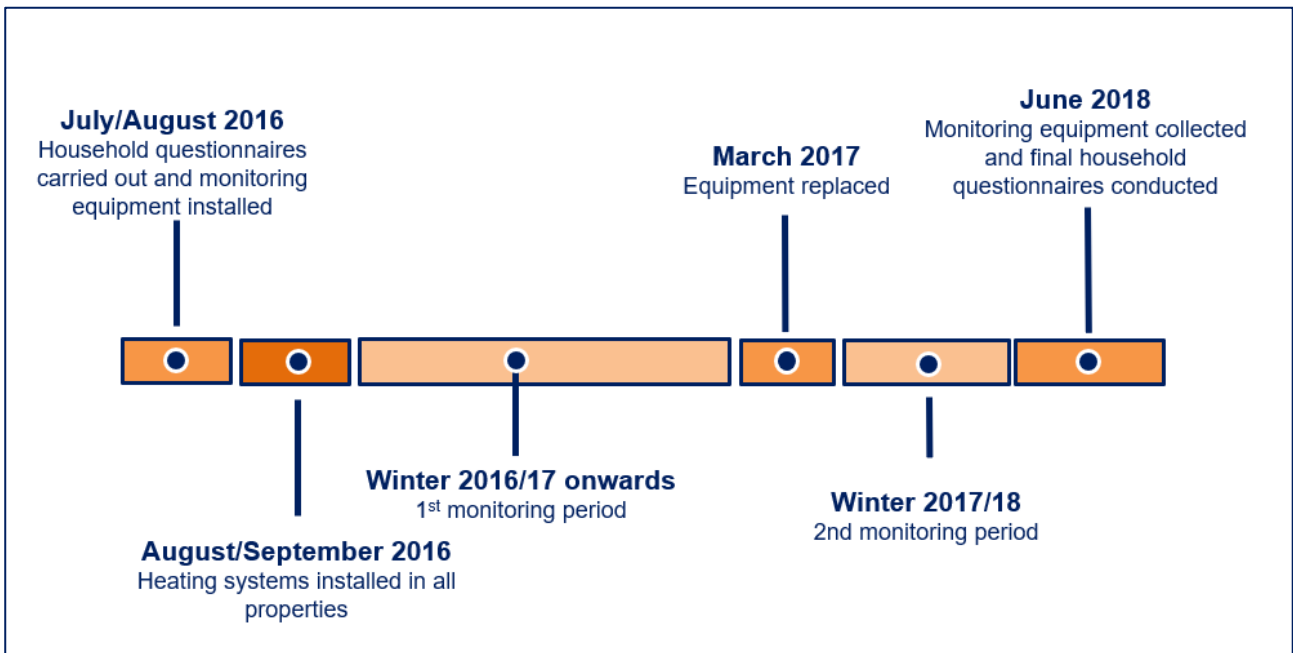 July/August 2016
Household questionnaires
carried out and monitoring
equipment installed
August/September 2016
Heating systems installed in all
properties
Winter 2016/17 onwards
1st monitoring period
March 2017
Equipment replaced
Winter 2017/18
2nd monitoring period
June 2018
Monitoring equipment collected
and final household
questionnaires conducted